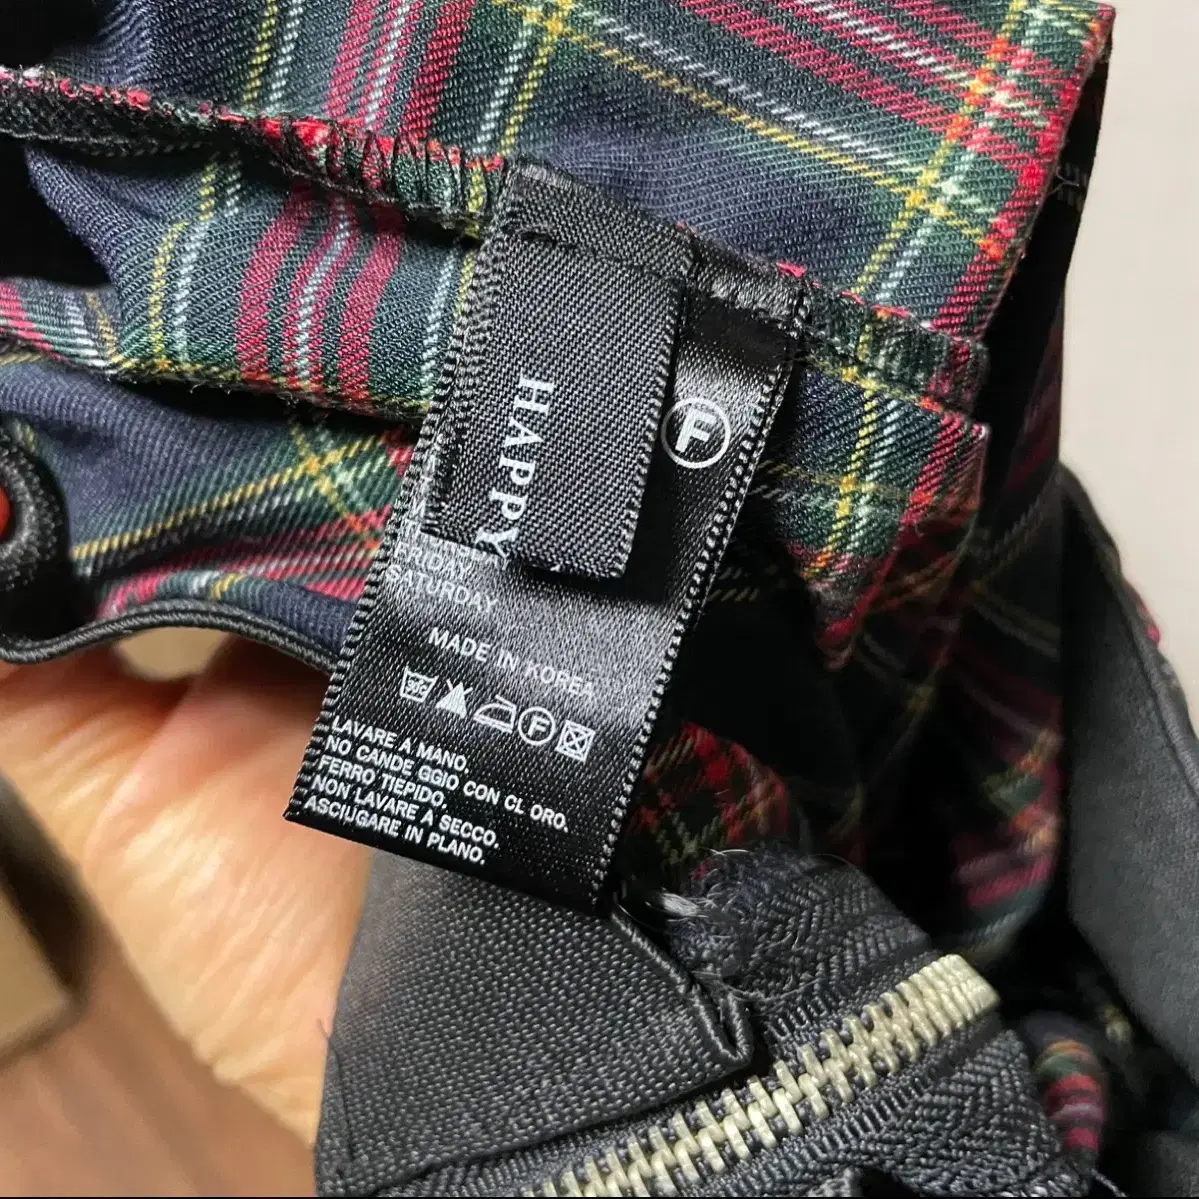 HAPPY
F
FRIDAY
SATURDAY
MADE IN KOREA
30
F
LAVARE A MANO.
NO CANDE GGIO CON CL ORO.
FERRO TIEPIDO.
NON LAVARE A SECCO.
ASCIUGARE IN PLANO.